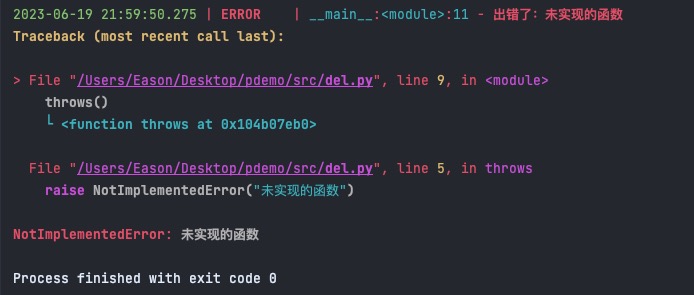 2023-06-19 21:59:50.275 | ERROR    | __main__:<module>:11 - 出错了：未实现的函数
Traceback (most recent call last):
> File "/Users/Eason/Desktop/pdemo/src/del.py", line 9, in <module>
    throws()
    └ <function throws at 0x104b07eb0>
  File "/Users/Eason/Desktop/pdemo/src/del.py", line 5, in throws
    raise NotImplementedError("未实现的函数")
NotImplementedError: 未实现的函数
Process finished with exit code 0